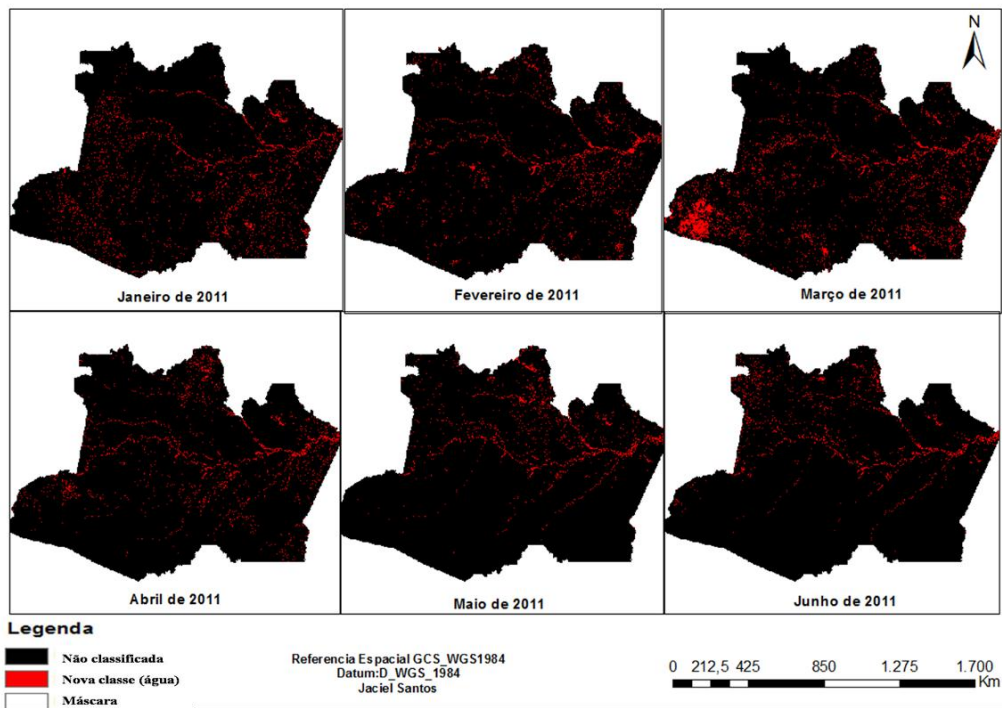 N
Janeiro de 2011
Fevereiro de 2011
Março de 2011
Abril de 2011
Maio de 2011
Junho de 2011
Legenda
Não classificada
Nova classe (água)
Máscara
Referencia Espacial GCS_WGS1984
Datum:D_WGS_1984
Jaciel Santos
0 212,5 425 850 1.275 1.700
Km